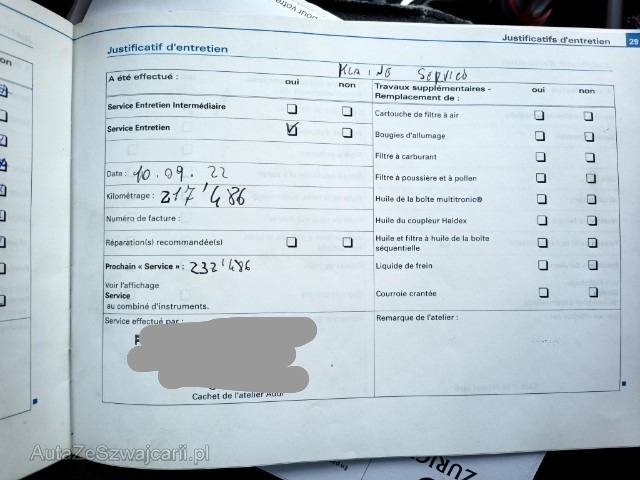 Justificatifs d'entretien 29
Justificatif d'entretien
A été effectué :
oui
non
Service Entretien Intermédiaire
Service Entretien
Date : 10.09.22
Kilométrage : 217'486
Numéro de facture :
Réparation(s) recommandée(s)
Prochain « Service » : 232'486
Voir l'affichage
Service
au combiné d'instruments.
Service effectué par :
Cachet de l'atelier Audi
Travaux supplémentaires -
Remplacement de :
oui
non
Cartouche de filtre à air
Bougies d'allumage
Filtre à carburant
Filtre à poussière et à pollen
Huile de la boîte multitronic®
Huile du coupleur Haldex
Huile et filtre à huile de la boîte
séquentielle
Liquide de frein
Courroie crantée
Remarque de l'atelier :
AutaZeSzwajcarii.pl